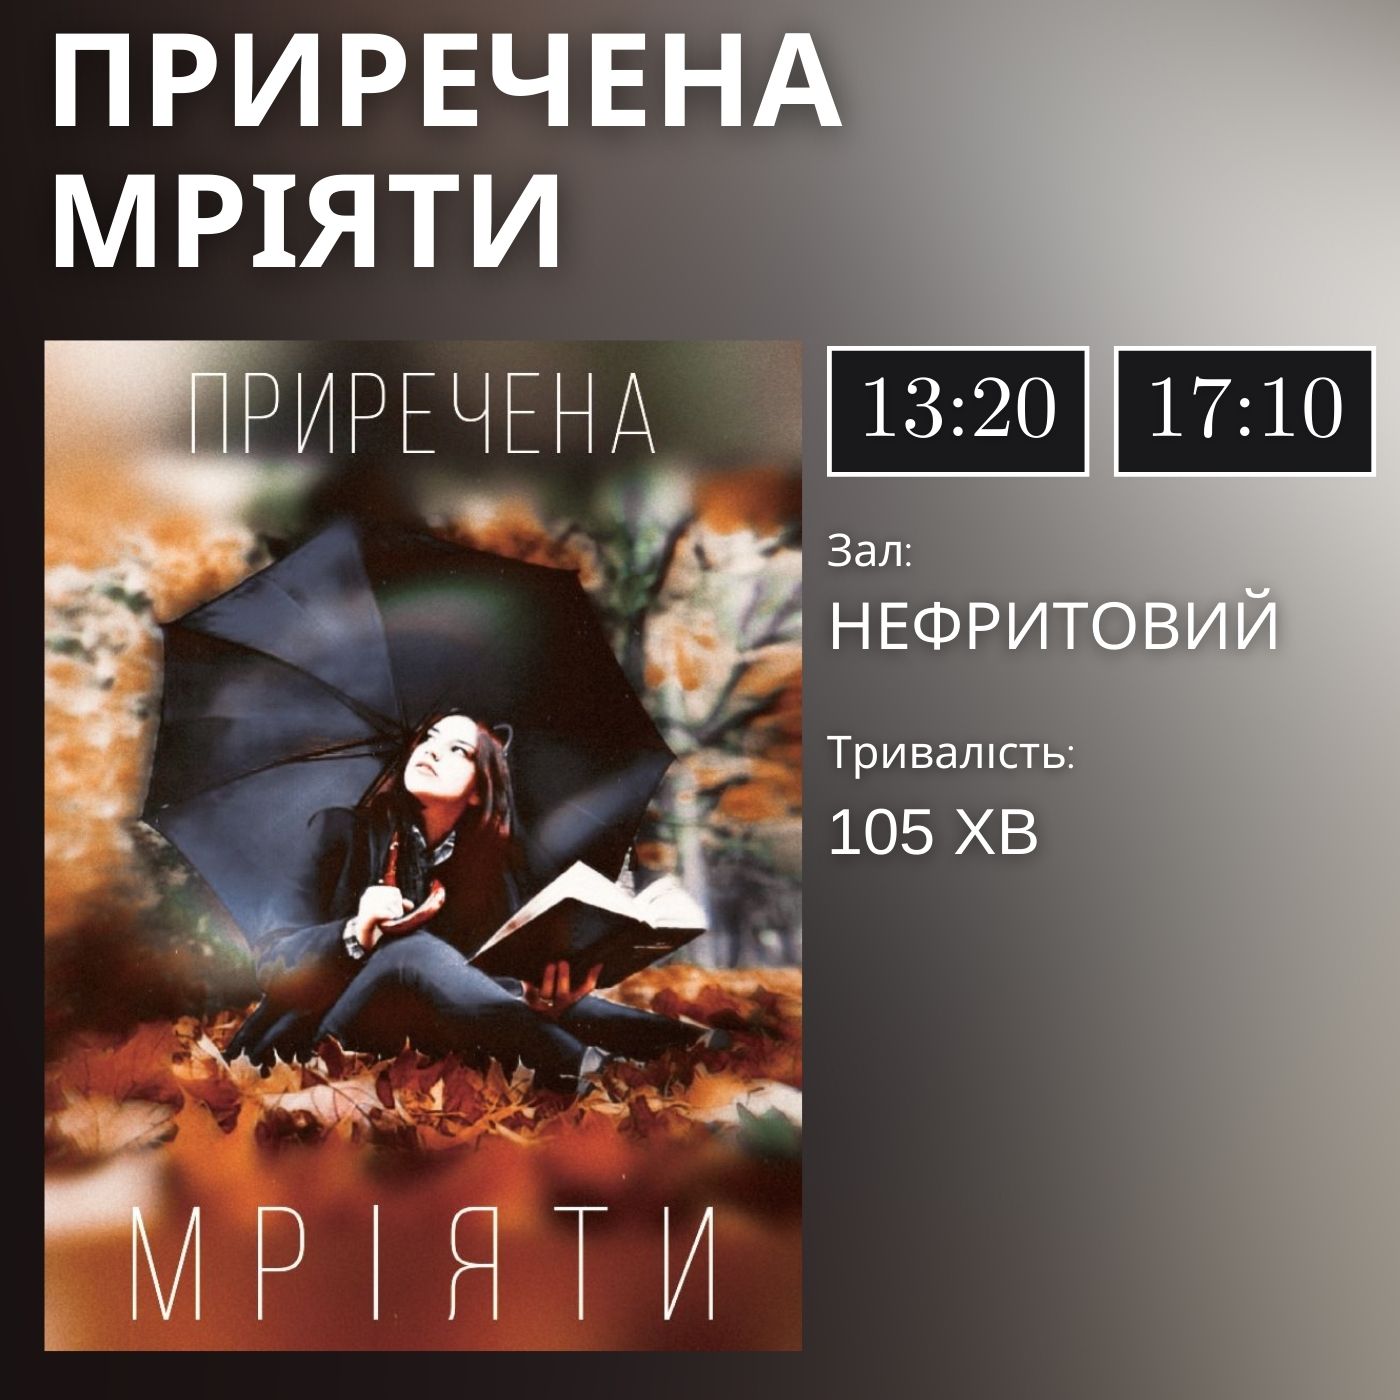 ПРИРЕЧЕНА
МРІЯТИ
ПРИРЕЧЕНА
МРІЯТИ
13:20
17:10
Зал:
НЕФРИТОВИЙ
Тривалість:
105 ХВ